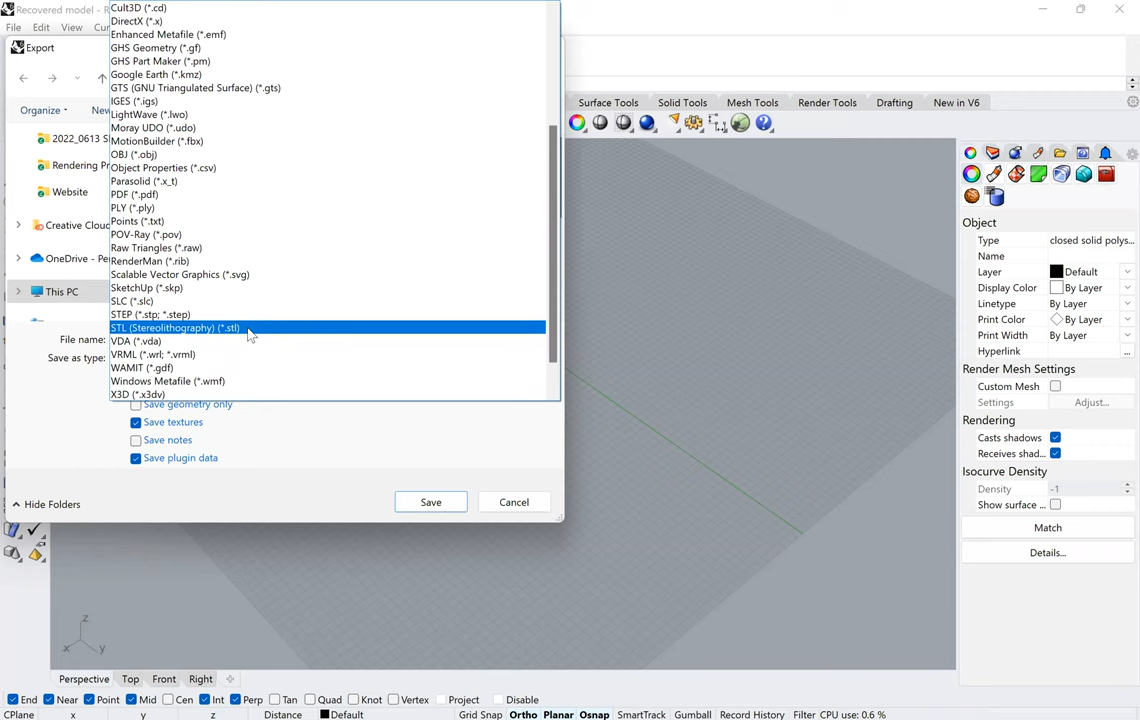 Recovered model - R
File Edit View Cur
Export
Organize New
2022_0613 S
Rendering Pr
Website
Creative Cloud
OneDrive - Pe
This PC
File name:
Save as type:
Cult3D (*.cd)
DirectX (*.x)
Enhanced Metafile (*.emf)
GHS Geometry (*.gf)
GHS Part Maker (*.pm)
Google Earth (*.kmz)
GTS (GNU Triangulated Surface) (*.gts)
IGES (*.igs)
LightWave (*.lwo)
Moray UDO (*.udo)
MotionBuilder (*.fbx)
OBJ (*.obj)
Object Properties (*.csv)
Parasolid (*.x_t)
PDF (*.pdf)
PLY (*.ply)
Points (*.txt)
POV-Ray (*.pov)
Raw Triangles (*.raw)
RenderMan (*.rib)
Scalable Vector Graphics (*.svg)
SketchUp (*.skp)
SLC (*.slc)
STEP (*.stp; *.step)
STL (Stereolithography) (*.stl)
VDA (*.vda)
VRML (*.wrl; *.vrml)
WAMIT (*.gdf)
Windows Metafile (*.wmf)
X3D (*.x3dv)
Save geometry only
Save textures
Save notes
Save plugin data
Hide Folders
Save Cancel
Surface Tools Solid Tools Mesh Tools Render Tools Drafting New in V6
Object
Type closed solid polys...
Name
Layer Default
Display Color By Layer
Linetype By Layer
Print Color By Layer
Print Width By Layer
Hyperlink ...
Render Mesh Settings
Custom Mesh
Settings Adjust...
Rendering
Casts shadows
Receives shad...
Isocurve Density
Density -1
Show surface ...
Match
Details...
z
x y
Perspective Top Front Right
End Near Point Mid Cen Int Perp Tan Quad Knot Vertex Project Disable
CPlane x y z Distance Default Grid Snap Ortho Planar Osnap SmartTrack Gumball Record History Filter CPU use: 0.6 %